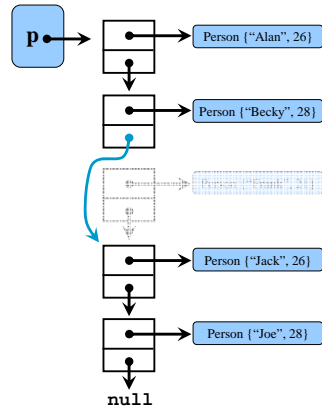 p
Person {“Alan”, 26}
Person {“Becky”, 28}
Person {“Jack”, 26}
Person {“Joe”, 28}
null